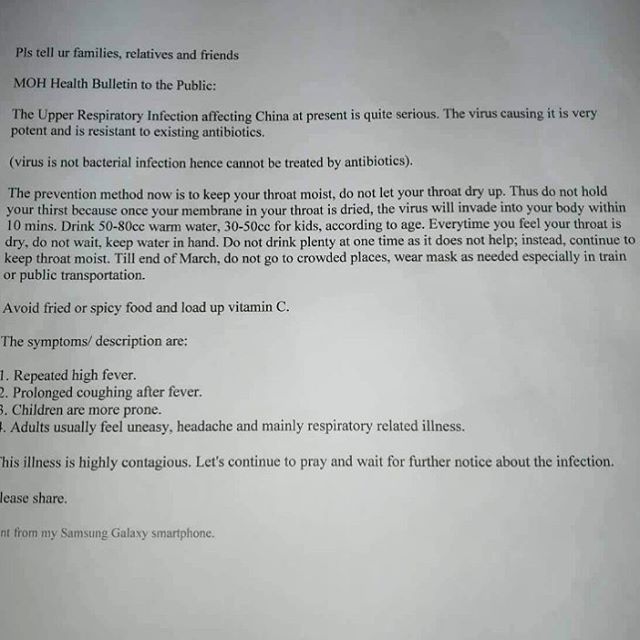 Pls tell ur families, relatives and friends
MOH Health Bulletin to the Public:
The Upper Respiratory Infection affecting China at present is quite serious. The virus causing it is very
potent and is resistant to existing antibiotics.
(virus is not bacterial infection hence cannot be treated by antibiotics).
The prevention method now is to keep your throat moist, do not let your throat dry up. Thus do not hold
your thirst because once your membrane in your throat is dried, the virus will invade into your body within
10 mins. Drink 50-80cc warm water, 30-50cc for kids, according to age. Everytime you feel your throat is
dry, do not wait, keep water in hand. Do not drink plenty at one time as it does not help; instead, continue to
keep throat moist. Till end of March, do not go to crowded places, wear mask as needed especially in train
or public transportation.
Avoid fried or spicy food and load up vitamin C.
The symptoms/ description are:
1. Repeated high fever.
2. Prolonged coughing after fever.
3. Children are more prone.
4. Adults usually feel uneasy, headache and mainly respiratory related illness.
This illness is highly contagious. Let's continue to pray and wait for further notice about the infection.
lease share.
nt from my Samsung Galaxy smartphone.